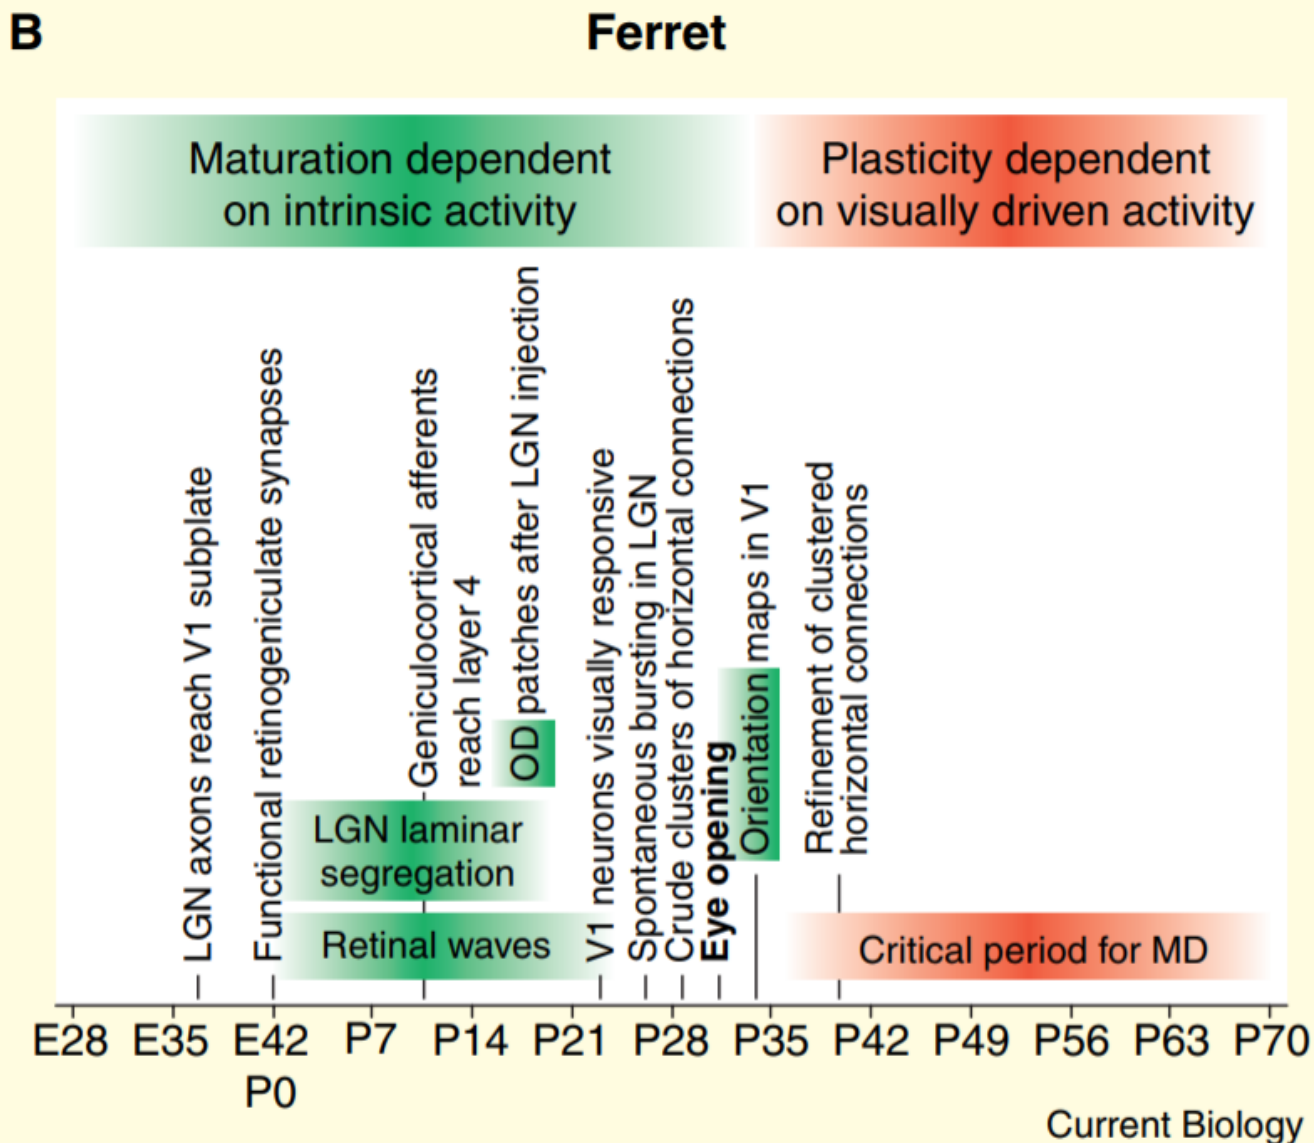 B
Ferret
Maturation dependent
on intrinsic activity
Plasticity dependent
on visually driven activity
LGN axons reach V1 subplate
Functional retinogeniculate synapses
Geniculocortical afferents
reach layer 4
OD patches after LGN injection
V1 neurons visually responsive
Spontaneous bursting in LGN
Crude clusters of horizontal connections
Eye opening
Orientation maps in V1
Refinement of clustered
horizontal connections
LGN laminar
segregation
Retinal waves
Critical period for MD
E28 E35 E42 P7 P14 P21 P28 P35 P42 P49 P56 P63 P70
P0
Current Biology